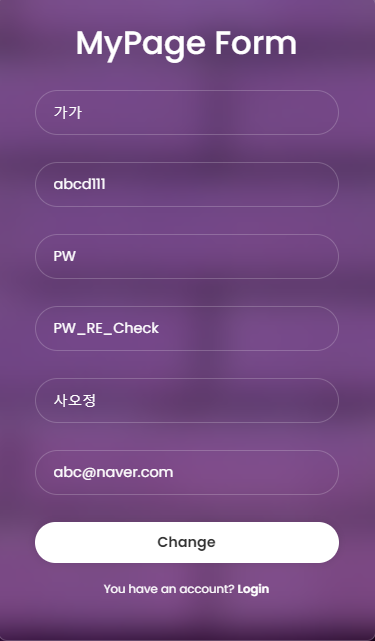 MyPage Form
가가
abcd111
PW
PW_RE_Check
사오정
abc@naver.com
Change
You have an account? Login